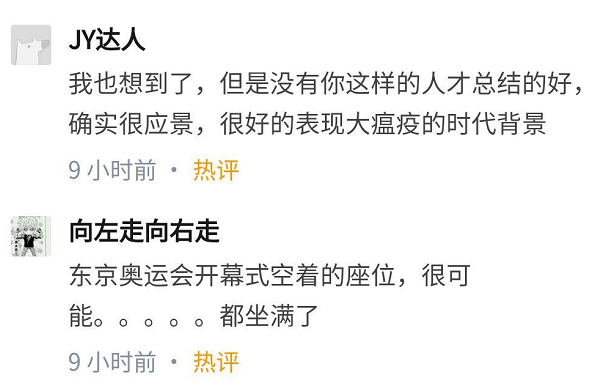 JY达人
我也想到了，但是没有你这样的人才总结的好，
确实很应景，很好的表现大瘟疫的时代背景
9 小时前 · 热评
向左走向右走
东京奥运会开幕式空着的座位，很可
能。。。。。都坐满了
9 小时前 · 热评